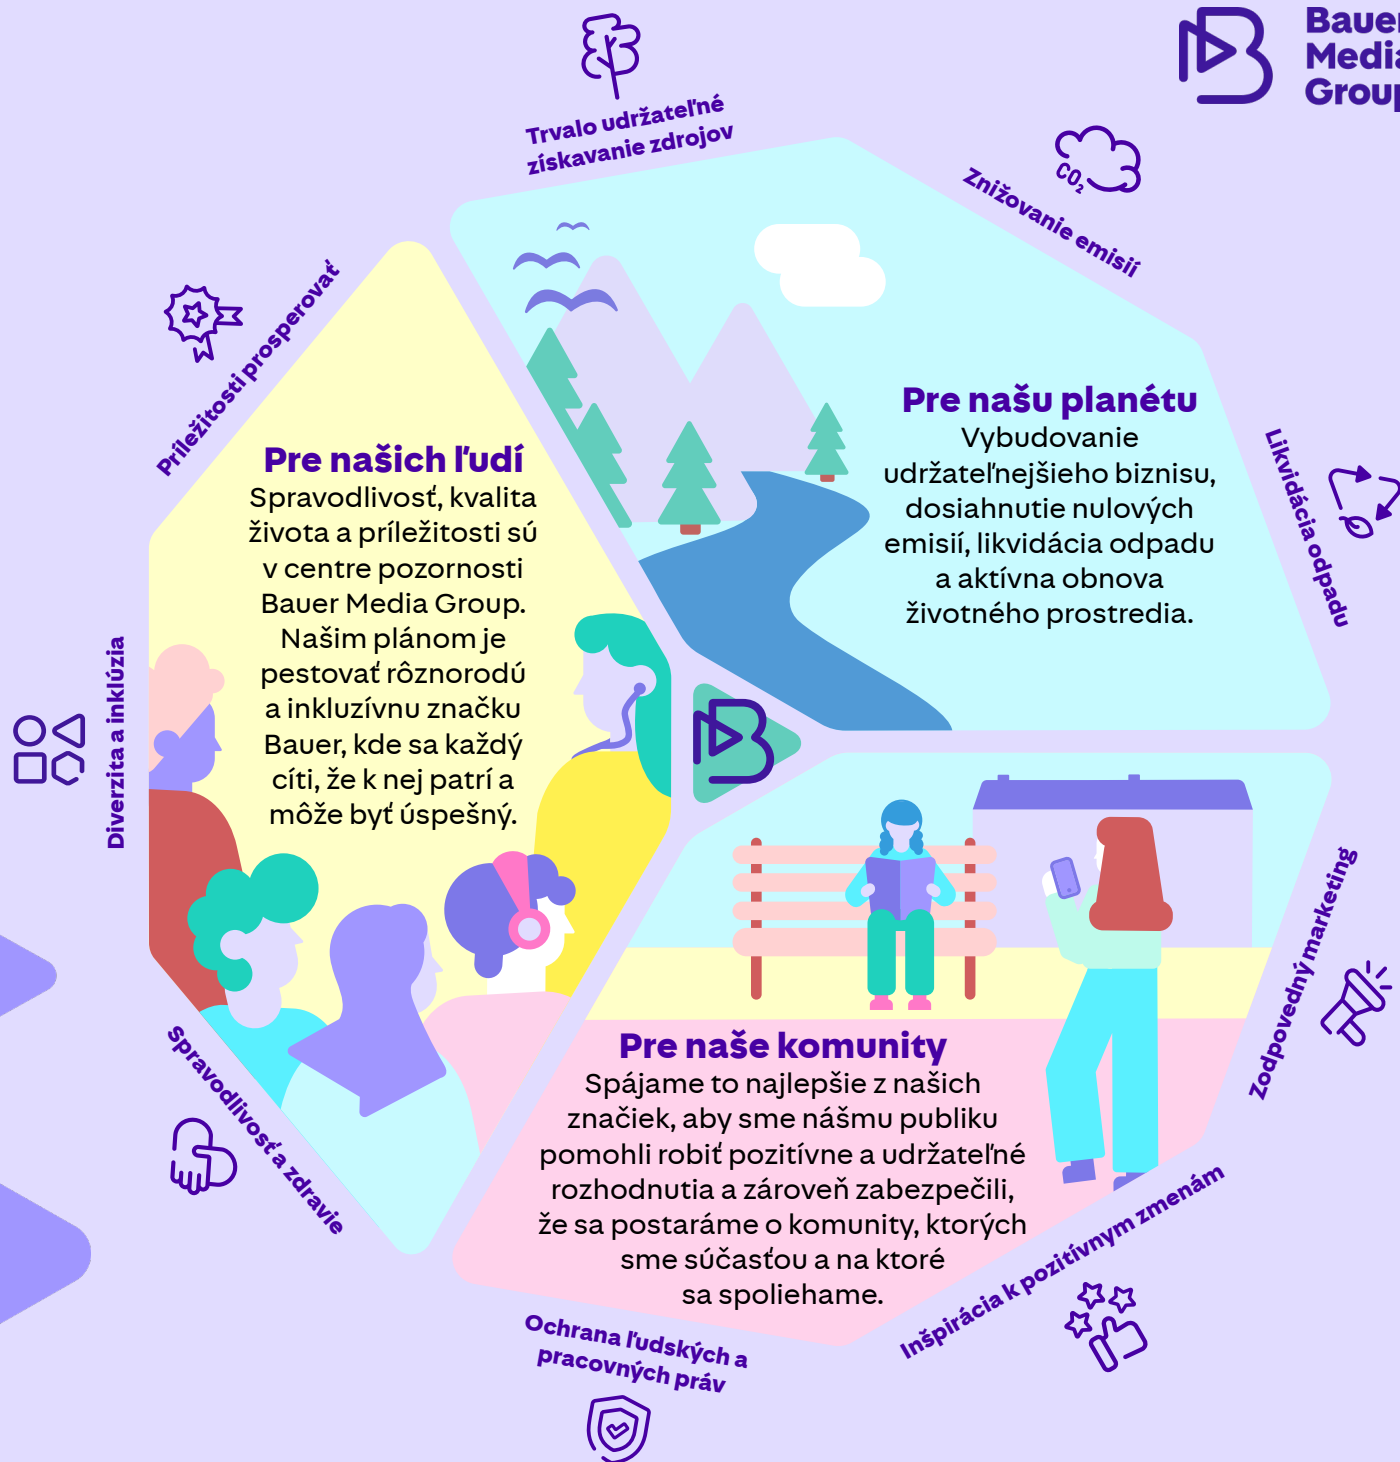 Bauer
Media
Group
Trvalo udržateľné
získavanie zdrojov
Znižovanie emisií
Likvidácia odpadu
CO₂
Príležitosti prosperovať
Diverzita a inklúzia
Spravodlivosť a zdravie
Pre našu planétu
Vybudovanie
udržateľnejšieho biznisu,
dosiahnutie nulových
emisií, likvidácia odpadu
a aktívna obnova
životného prostredia.
Pre našich ľudí
Spravodlivosť, kvalita
života a príležitosti sú
v centre pozornosti
Bauer Media Group.
Našim plánom je
pestovať rôznorodú
a inkluzívnu značku
Bauer, kde sa každý
cíti, že k nej patrí a
môže byť úspešný.
Pre naše komunity
Spájame to najlepšie z našich
značiek, aby sme nášmu publiku
pomohli robiť pozitívne a udržateľné
rozhodnutia a zároveň zabezpečili,
že sa postaráme o komunity, ktorých
sme súčasťou a na ktoré
sa spoliehame.
Zodpovedný marketing
Inšpirácia k pozitívnym zmenám
Ochrana ľudských a
pracovných práv